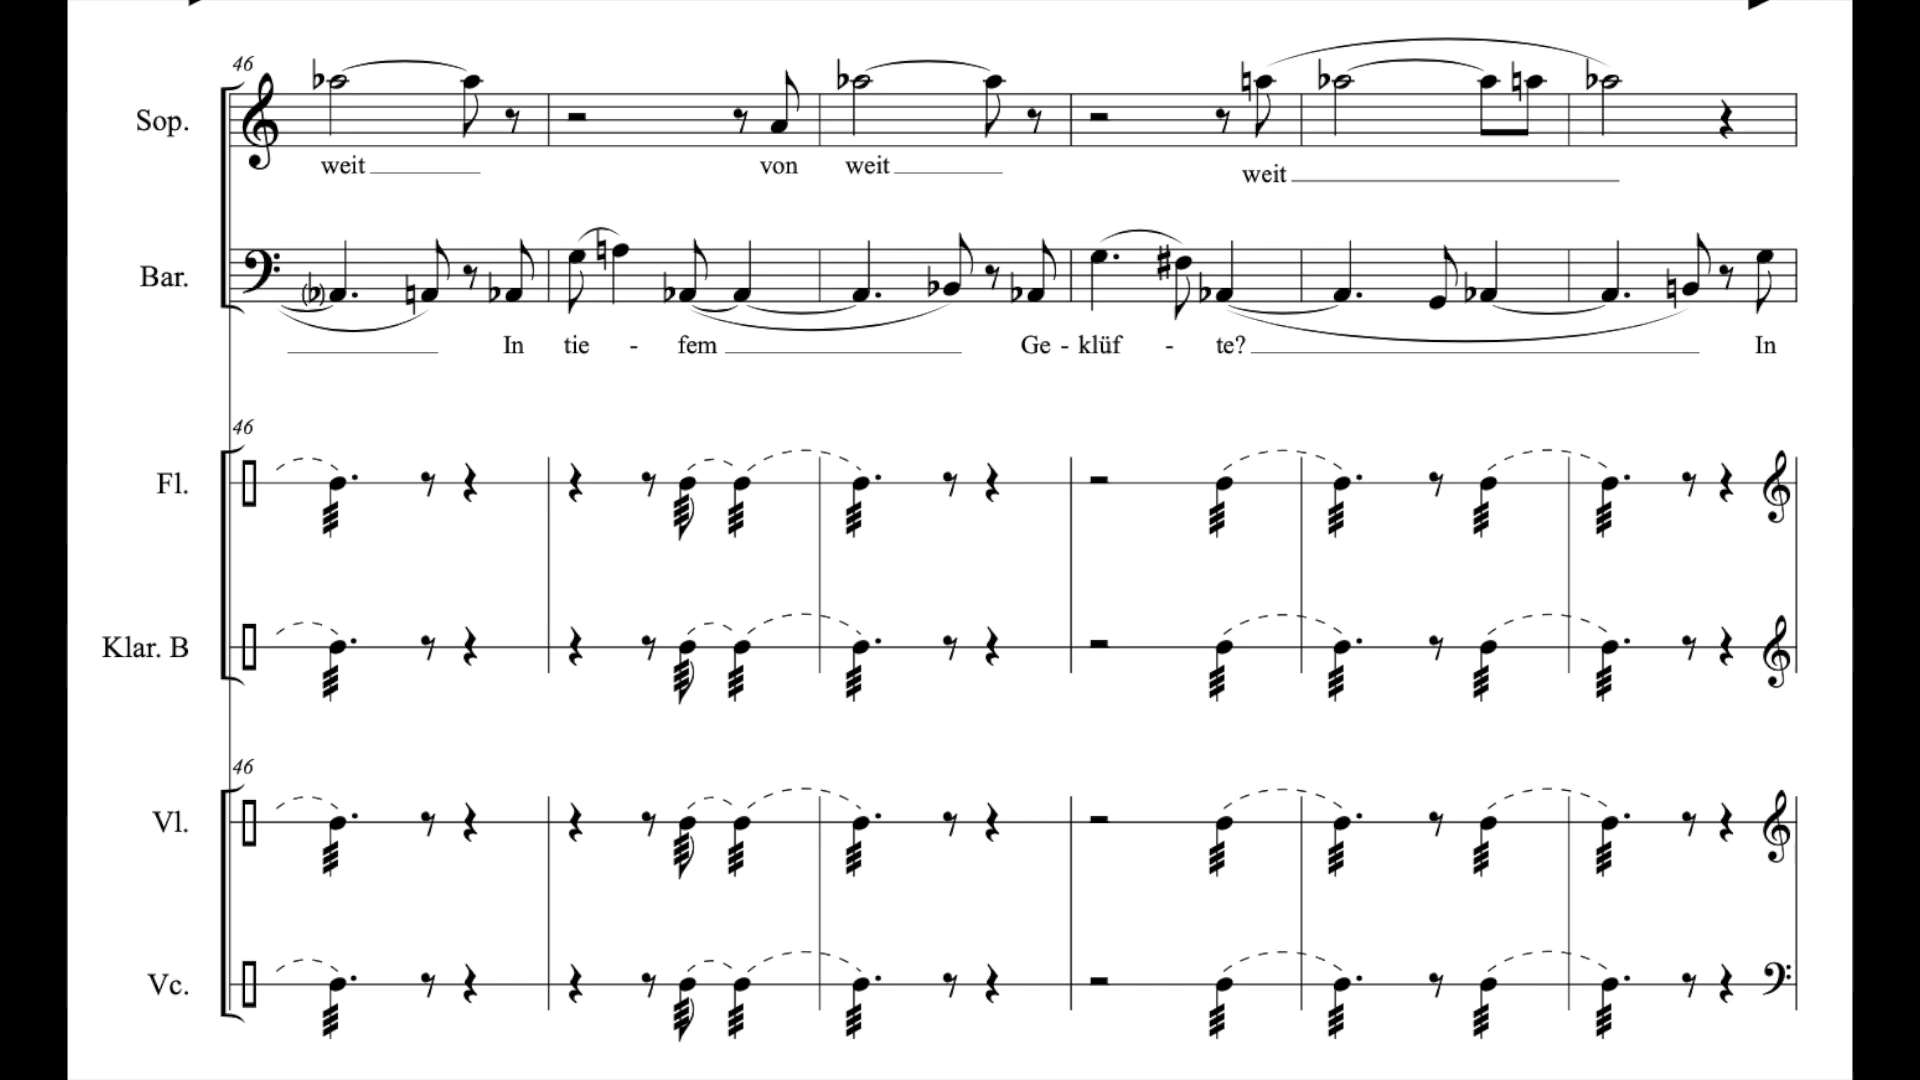 46
Sop.
weit von weit weit
Bar.
In tie - fem Ge - klüf - te? In
46
Fl.
Klar. B
46
Vl.
Vc.